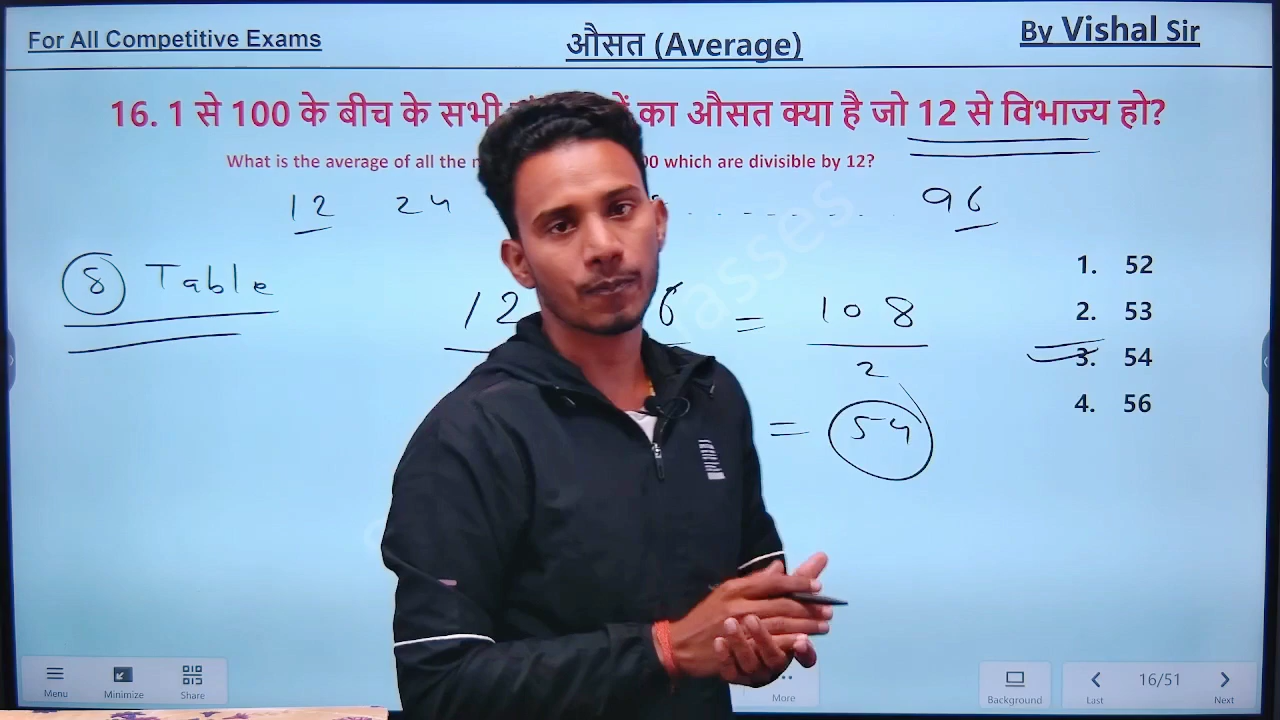 For All Competitive Exams
औसत (Average)
By Vishal Sir
16. 1 से 100 के बीच के सभी का औसत क्या है जो 12 से विभाज्य हो?
What is the average of all the which are divisible by 12?
12 24 . . . . . . . . . . . . . 96
8 Table
12 6 = 108
2
= 54
1. 52
2. 53
3. 54
4. 56
asses
Menu
Minimize
Share
More
Background
Last
16/51
Next